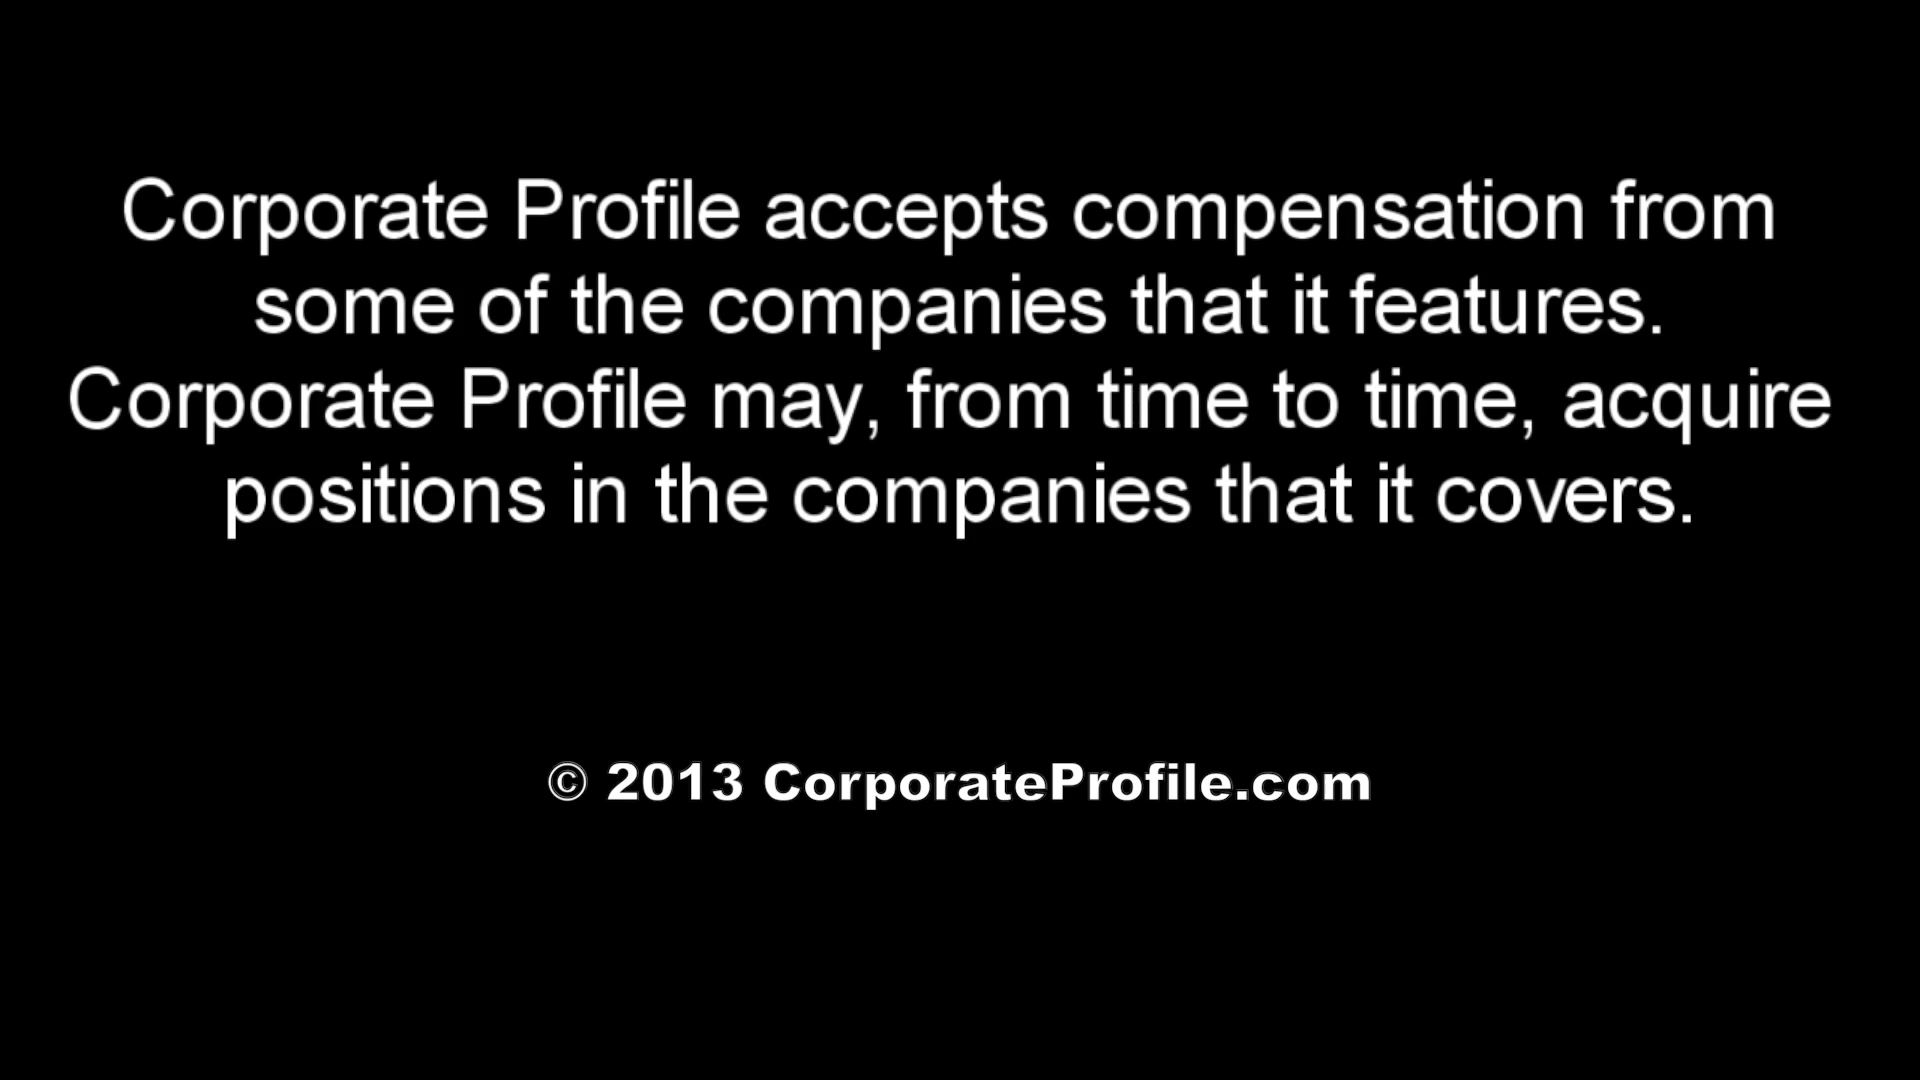 Corporate Profile accepts compensation from
some of the companies that it features.
Corporate Profile may, from time to time, acquire
positions in the companies that it covers.
© 2013 CorporateProfile.com